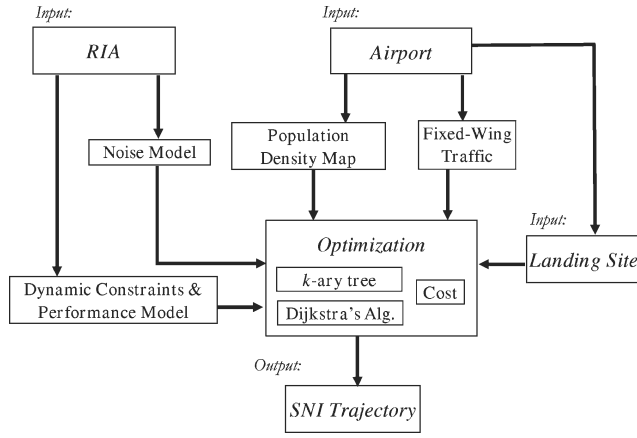 Input:
RIA
Input:
Airport
Noise Model
Population
Density Map
Fixed-Wing
Traffic
Input:
Landing Site
Optimization
k-ary tree
Cost
Dijkstra's Alg.
Dynamic Constraints &
Performance Model
Output:
SNI Trajectory